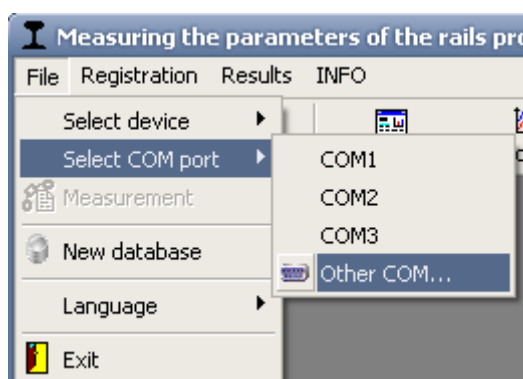 Measuring the parameters of the rails pro
File Registration Results INFO
Select device
Select COM port
Measurement
New database
Language
Exit
COM1
COM2
COM3
Other COM...